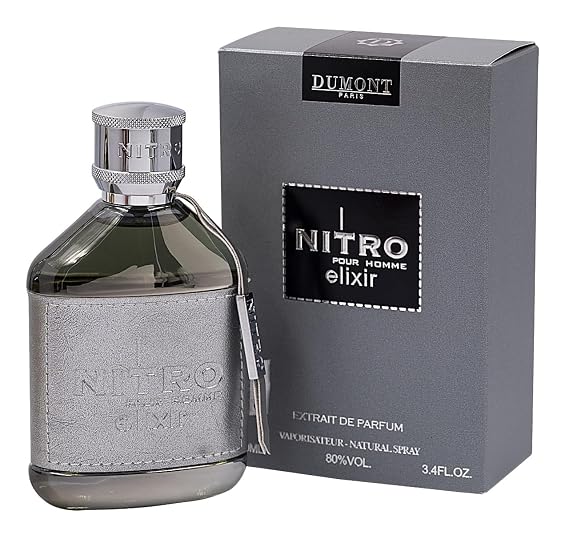 NITRO
NITRO
POUR HOMME
elixir
DUMONT
PARIS
NITRO
POUR HOMME
elixir
EXTRAIT DE PARFUM
VAPORISATEUR - NATURAL SPRAY
80%VOL.
3.4FL.OZ.